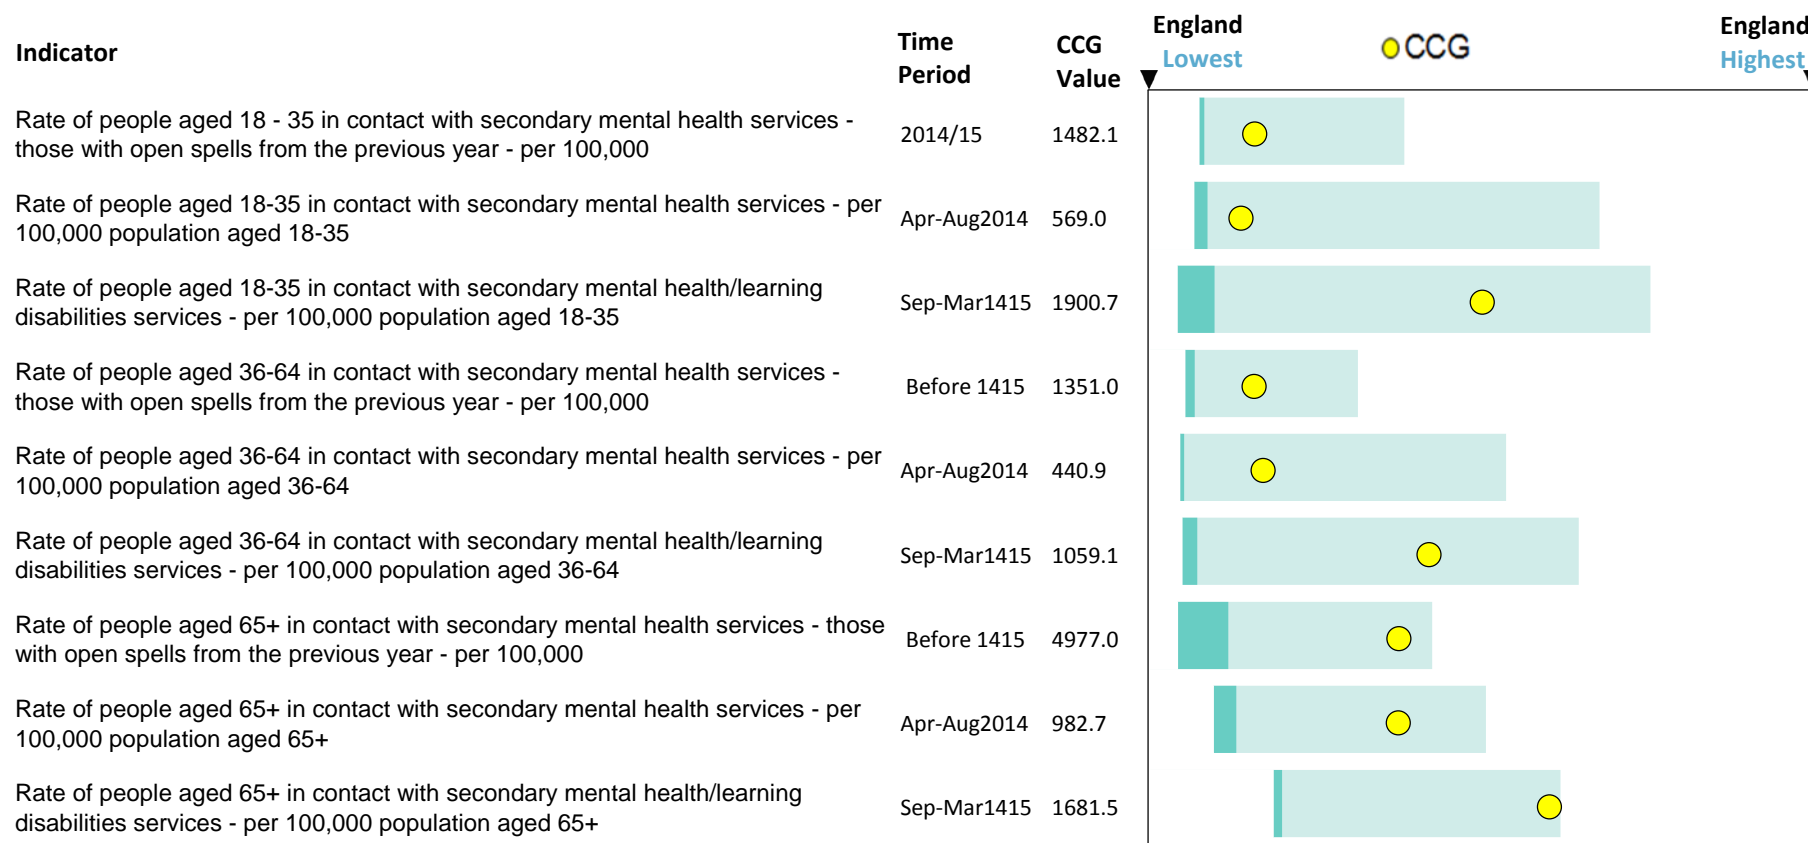 Indicator
Time
Period
CCG
Value
England
Lowest
CCG
England
Highest
Rate of people aged 18 - 35 in contact with secondary mental health services -
those with open spells from the previous year - per 100,000
2014/15
1482.1
Rate of people aged 18-35 in contact with secondary mental health services - per
100,000 population aged 18-35
Apr-Aug2014
569.0
Rate of people aged 18-35 in contact with secondary mental health/learning
disabilities services - per 100,000 population aged 18-35
Sep-Mar1415
1900.7
Rate of people aged 36-64 in contact with secondary mental health services -
those with open spells from the previous year - per 100,000
Before 1415
1351.0
Rate of people aged 36-64 in contact with secondary mental health services - per
100,000 population aged 36-64
Apr-Aug2014
440.9
Rate of people aged 36-64 in contact with secondary mental health/learning
disabilities services - per 100,000 population aged 36-64
Sep-Mar1415
1059.1
Rate of people aged 65+ in contact with secondary mental health services - those
with open spells from the previous year - per 100,000
Before 1415
4977.0
Rate of people aged 65+ in contact with secondary mental health services - per
100,000 population aged 65+
Apr-Aug2014
982.7
Rate of people aged 65+ in contact with secondary mental health/learning
disabilities services - per 100,000 population aged 65+
Sep-Mar1415
1681.5